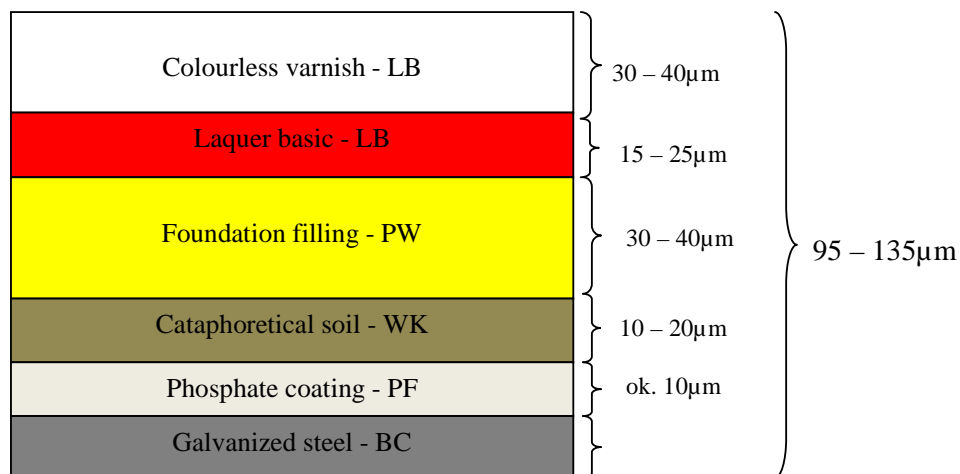 Colourless varnish - LB
30 – 40µm
Laquer basic - LB
15 – 25µm
Foundation filling - PW
30 – 40µm
95 – 135µm
Cataphoretical soil - WK
10 – 20µm
Phosphate coating - PF
ok. 10µm
Galvanized steel - BC